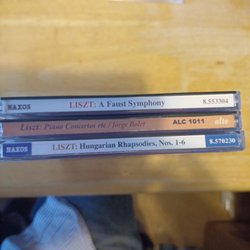 NAXOS LISZT: A Faust Symphony 8.553304
Liszt: Piano Concertos etc / Jorge Bolet ALC 1011 alto
NAXOS LISZT: Hungarian Rhapsodies, Nos. 1-6 8.570230